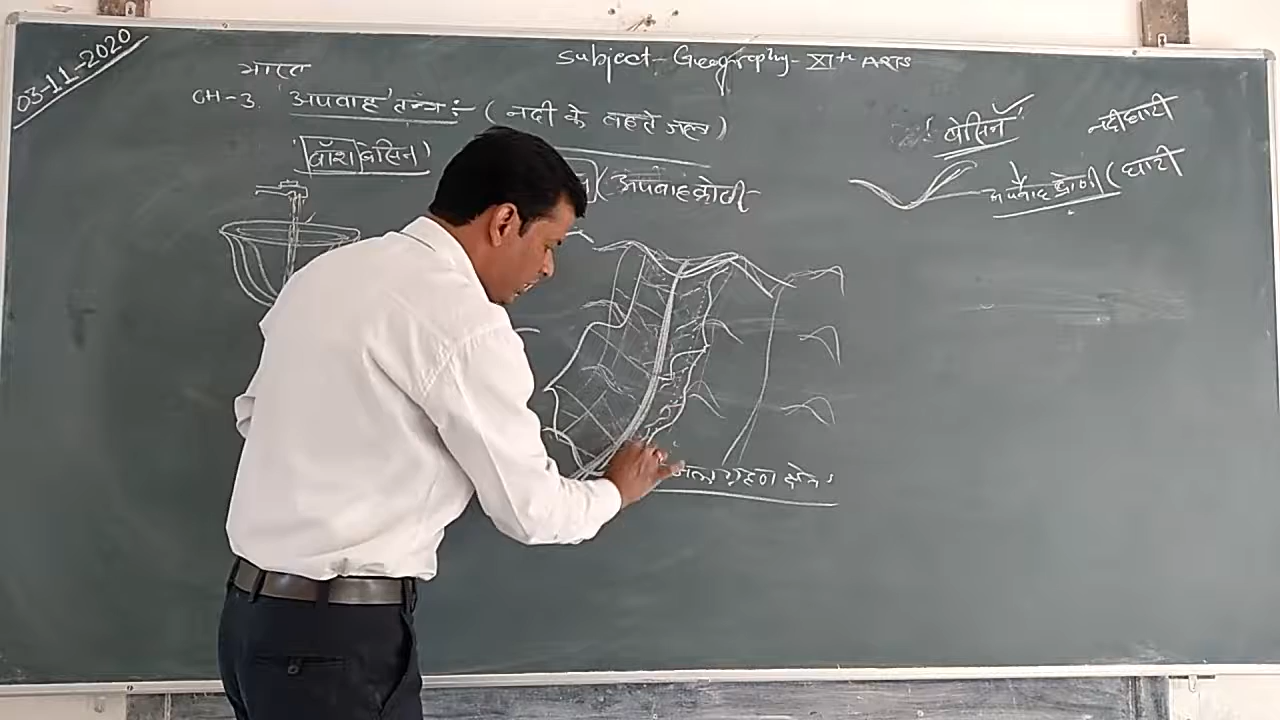 03-11-2020
Subject - Geography - XIth ARTS
भारत
CH-3. 'अपवाह' तन्त्र :- (नदी के बहते जल)
बेसिन
नदीघाटी
वॉश बेसिन
(अपवाह द्रोणी
अपवाह द्रोणी (घाटी
जल ग्रहण क्षेत्र